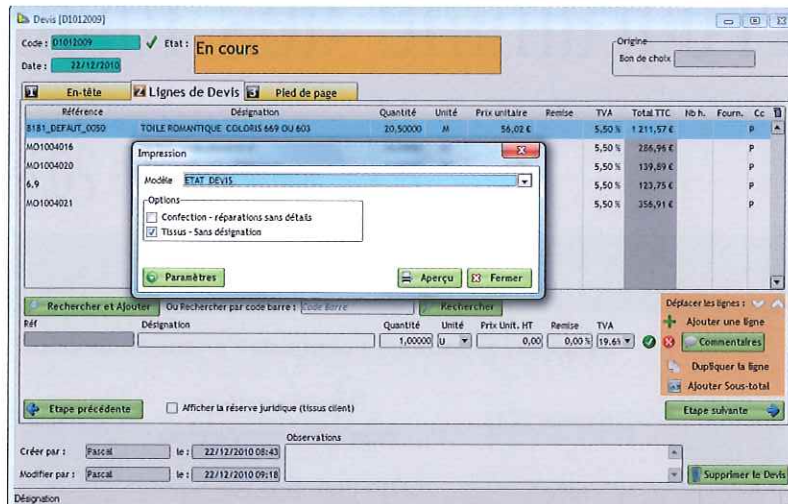 Devis [D1012009]
Code : D1012009 Etat : En cours
Origine
Bon de choix
Date : 22/12/2010
1 En-tête 2 Lignes de Devis 3 Pied de page
Référence Désignation Quantité Unité Prix unitaire Remise TVA Total TTC Nb h. Fourn. Cc
8181_DEFAUT_0050 TOILE ROMANTIQUE COLORIS 669 OU 603 20,50000 M 56,02 € 5,50 % 1 211,57 € P
MO1004016 5,50 % 286,96 € P
MO1004020 5,50 % 139,89 € P
6.9 5,50 % 123,75 € P
MO1004021 5,50 % 356,91 € P
Impression
Modèle ETAT DEVIS
Options
Confection - réparations sans détails
Tissus - Sans désignation
Paramètres Aperçu Fermer
Rechercher et Ajouter Ou Rechercher par code barre : Code Barre Rechercher
Déplacer les lignes :
Réf Désignation Quantité Unité Prix Unit. HT Remise TVA
1,00000 U 0,00 0,00 % 19.6%
Ajouter une ligne
Commentaires
Dupliquer la ligne
Ajouter Sous-total
Etape précédente Afficher la réserve juridique (tissus client) Etape suivante
Observations
Créer par : Pascal le : 22/12/2010 08:43
Modifier par : Pascal le : 22/12/2010 09:18
Supprimer le Devis
Désignation